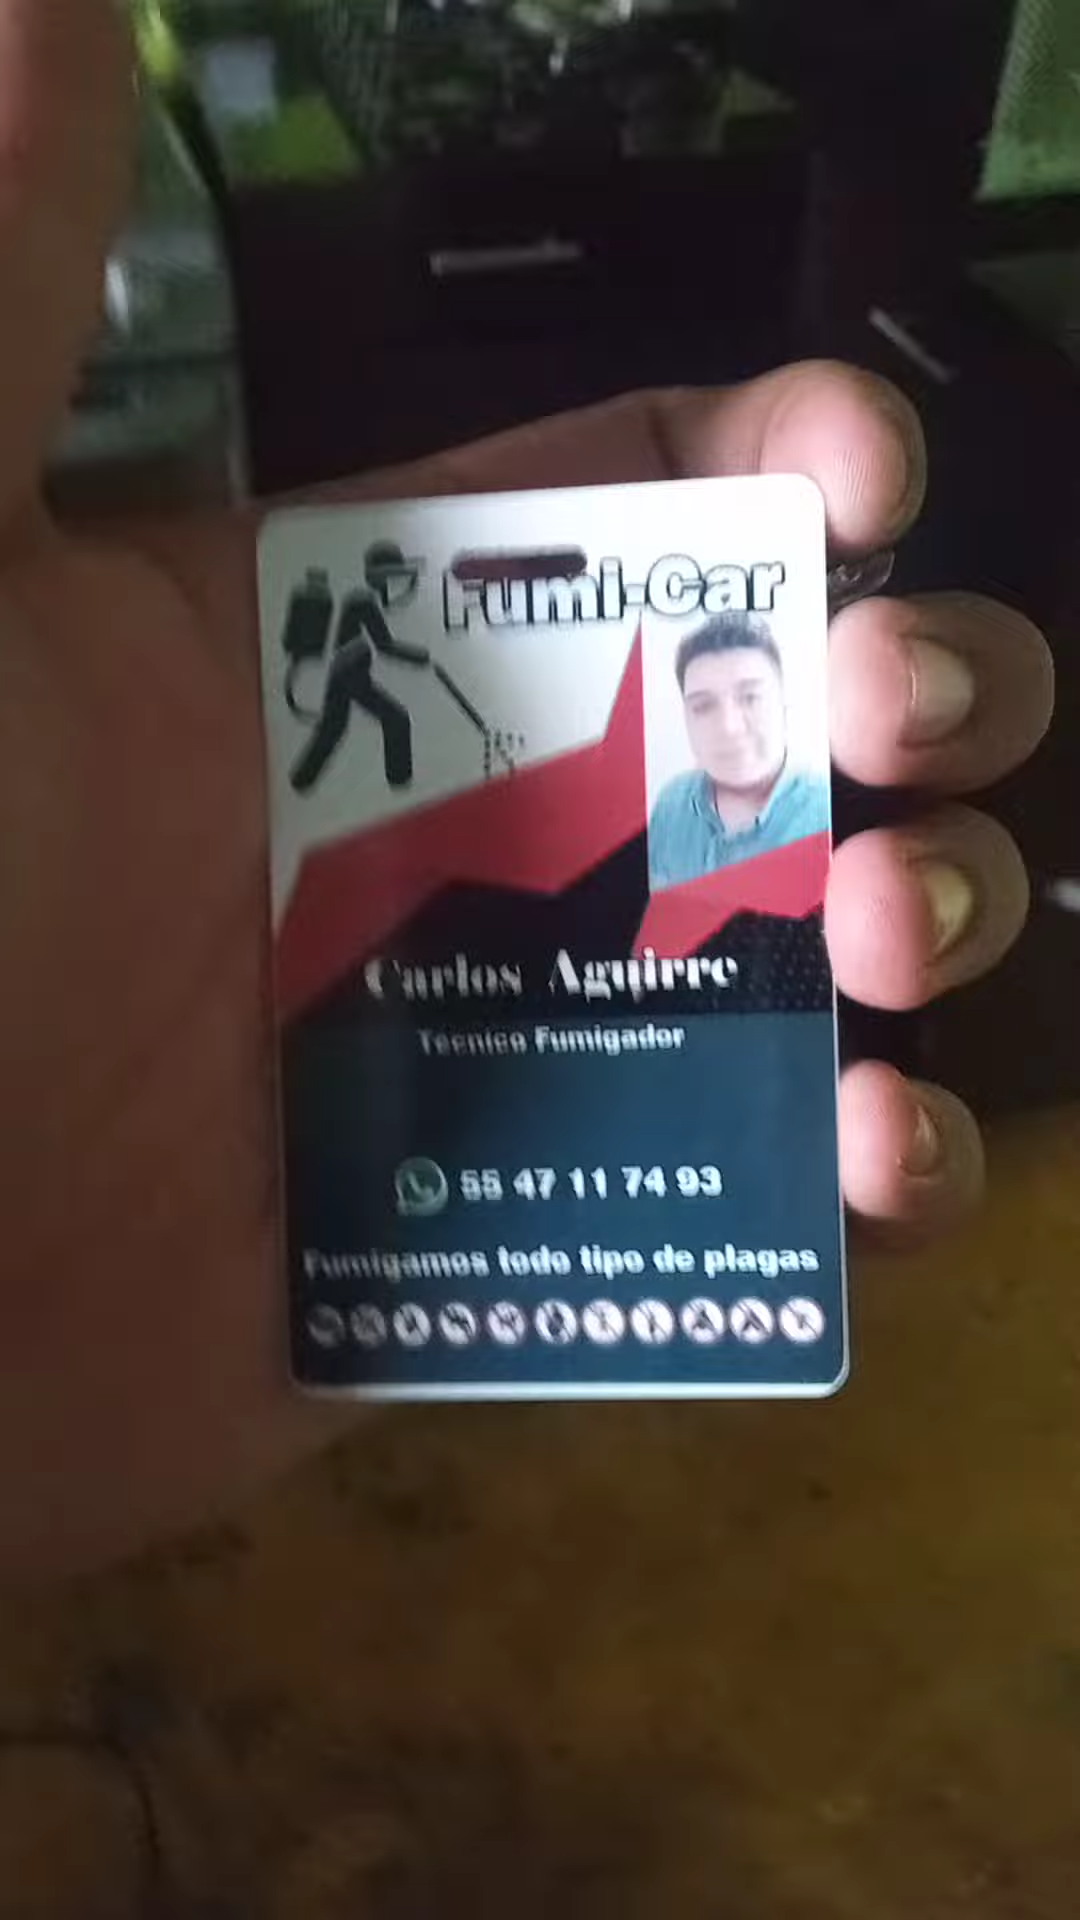 Fumi-Car
Carlos Aguirre
Técnico Fumigador
55 47 11 74 93
Fumigamos todo tipo de plagas